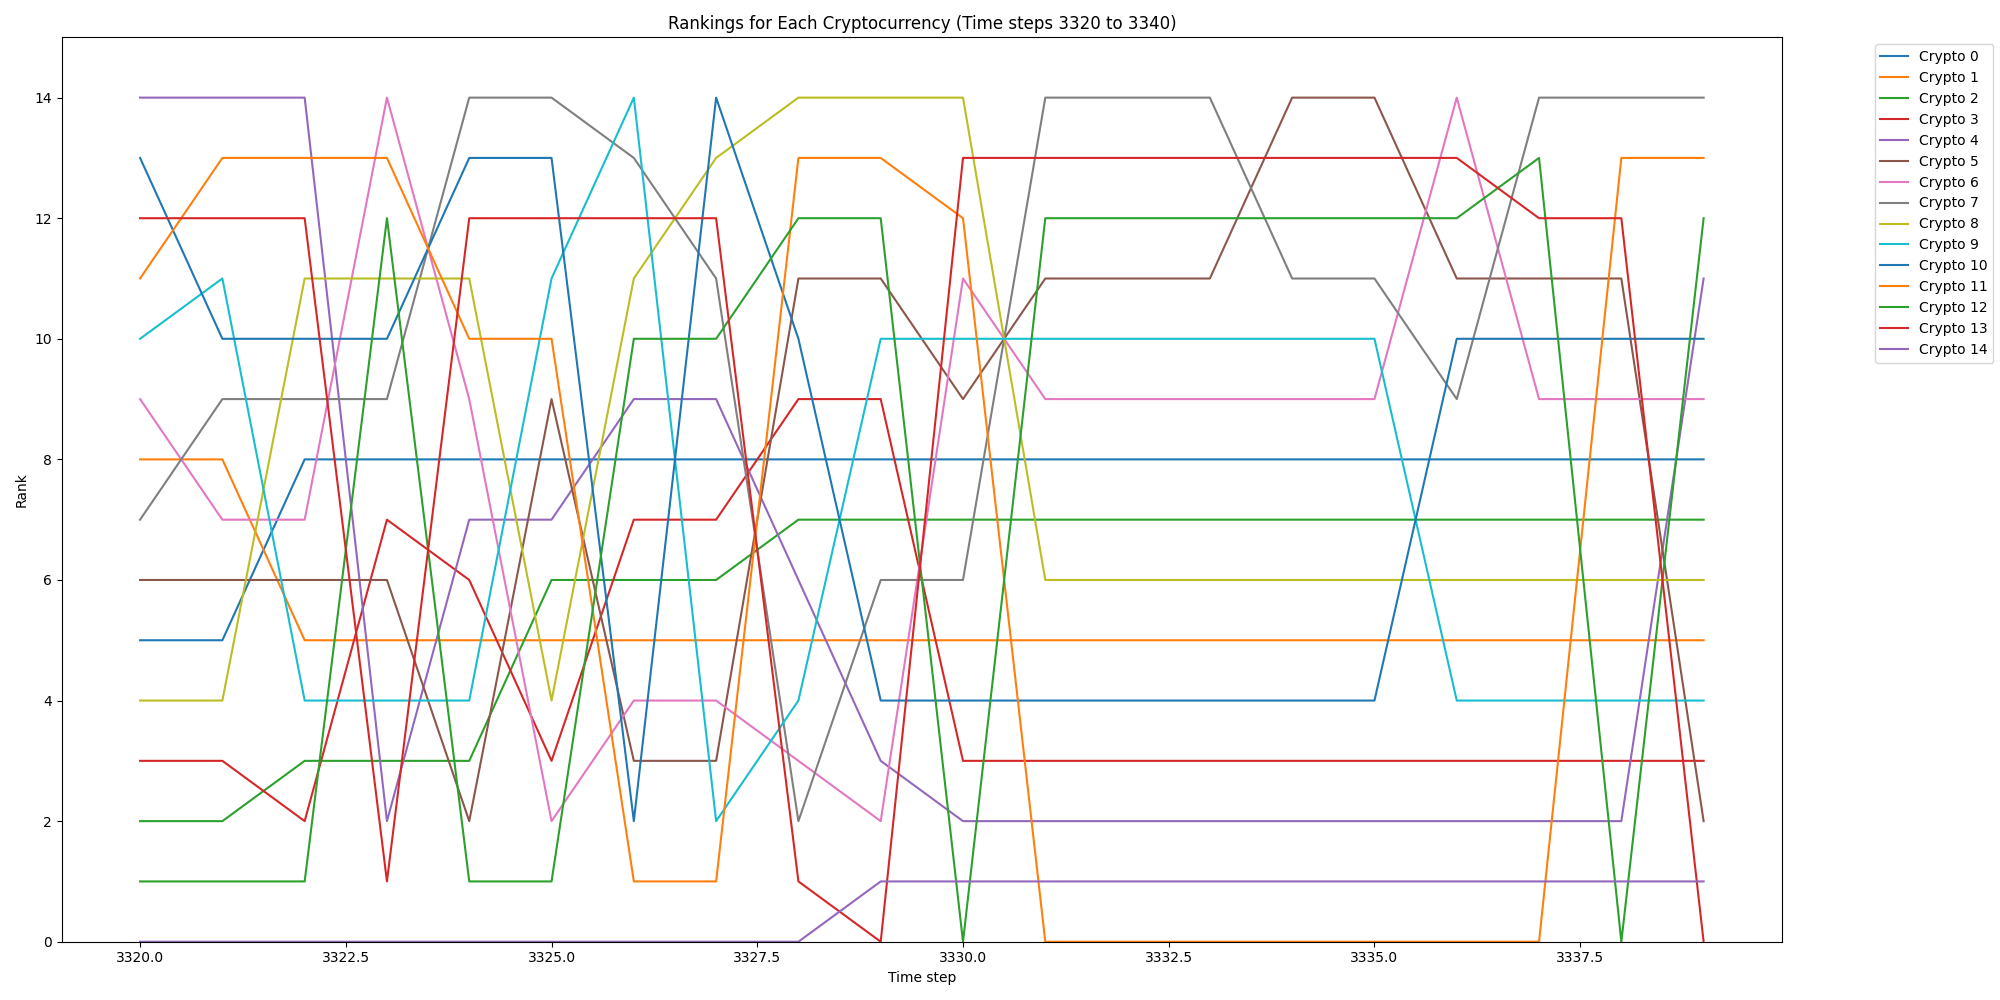 Rankings for Each Cryptocurrency (Time steps 3320 to 3340)
Rank
14
12
10
8
6
4
2
0
3320.0 3322.5 3325.0 3327.5 3330.0 3332.5 3335.0 3337.5
Time step
Crypto 0
Crypto 1
Crypto 2
Crypto 3
Crypto 4
Crypto 5
Crypto 6
Crypto 7
Crypto 8
Crypto 9
Crypto 10
Crypto 11
Crypto 12
Crypto 13
Crypto 14